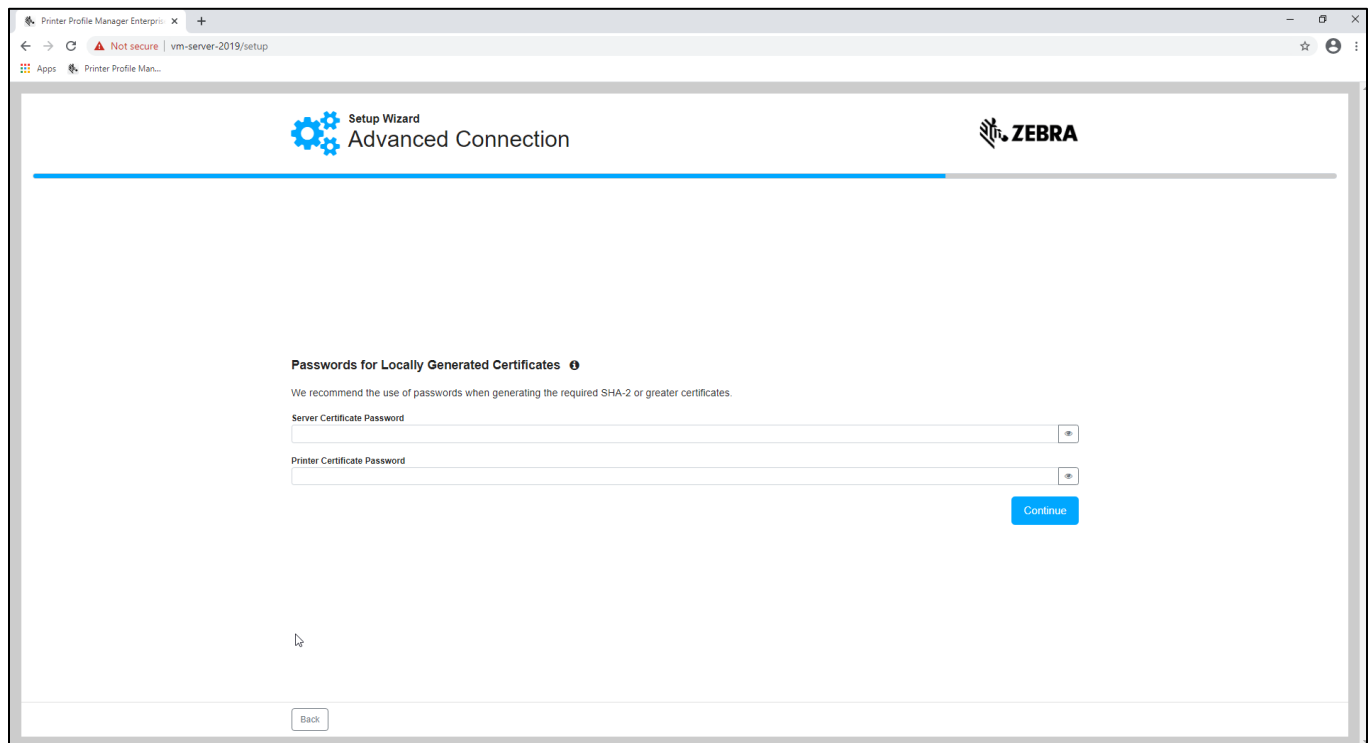 Printer Profile Manager Enterpris
Not secure | vm-server-2019/setup
Apps Printer Profile Man...
Setup Wizard
Advanced Connection
ZEBRA
Passwords for Locally Generated Certificates
We recommend the use of passwords when generating the required SHA-2 or greater certificates.
Server Certificate Password
Printer Certificate Password
Continue
Back